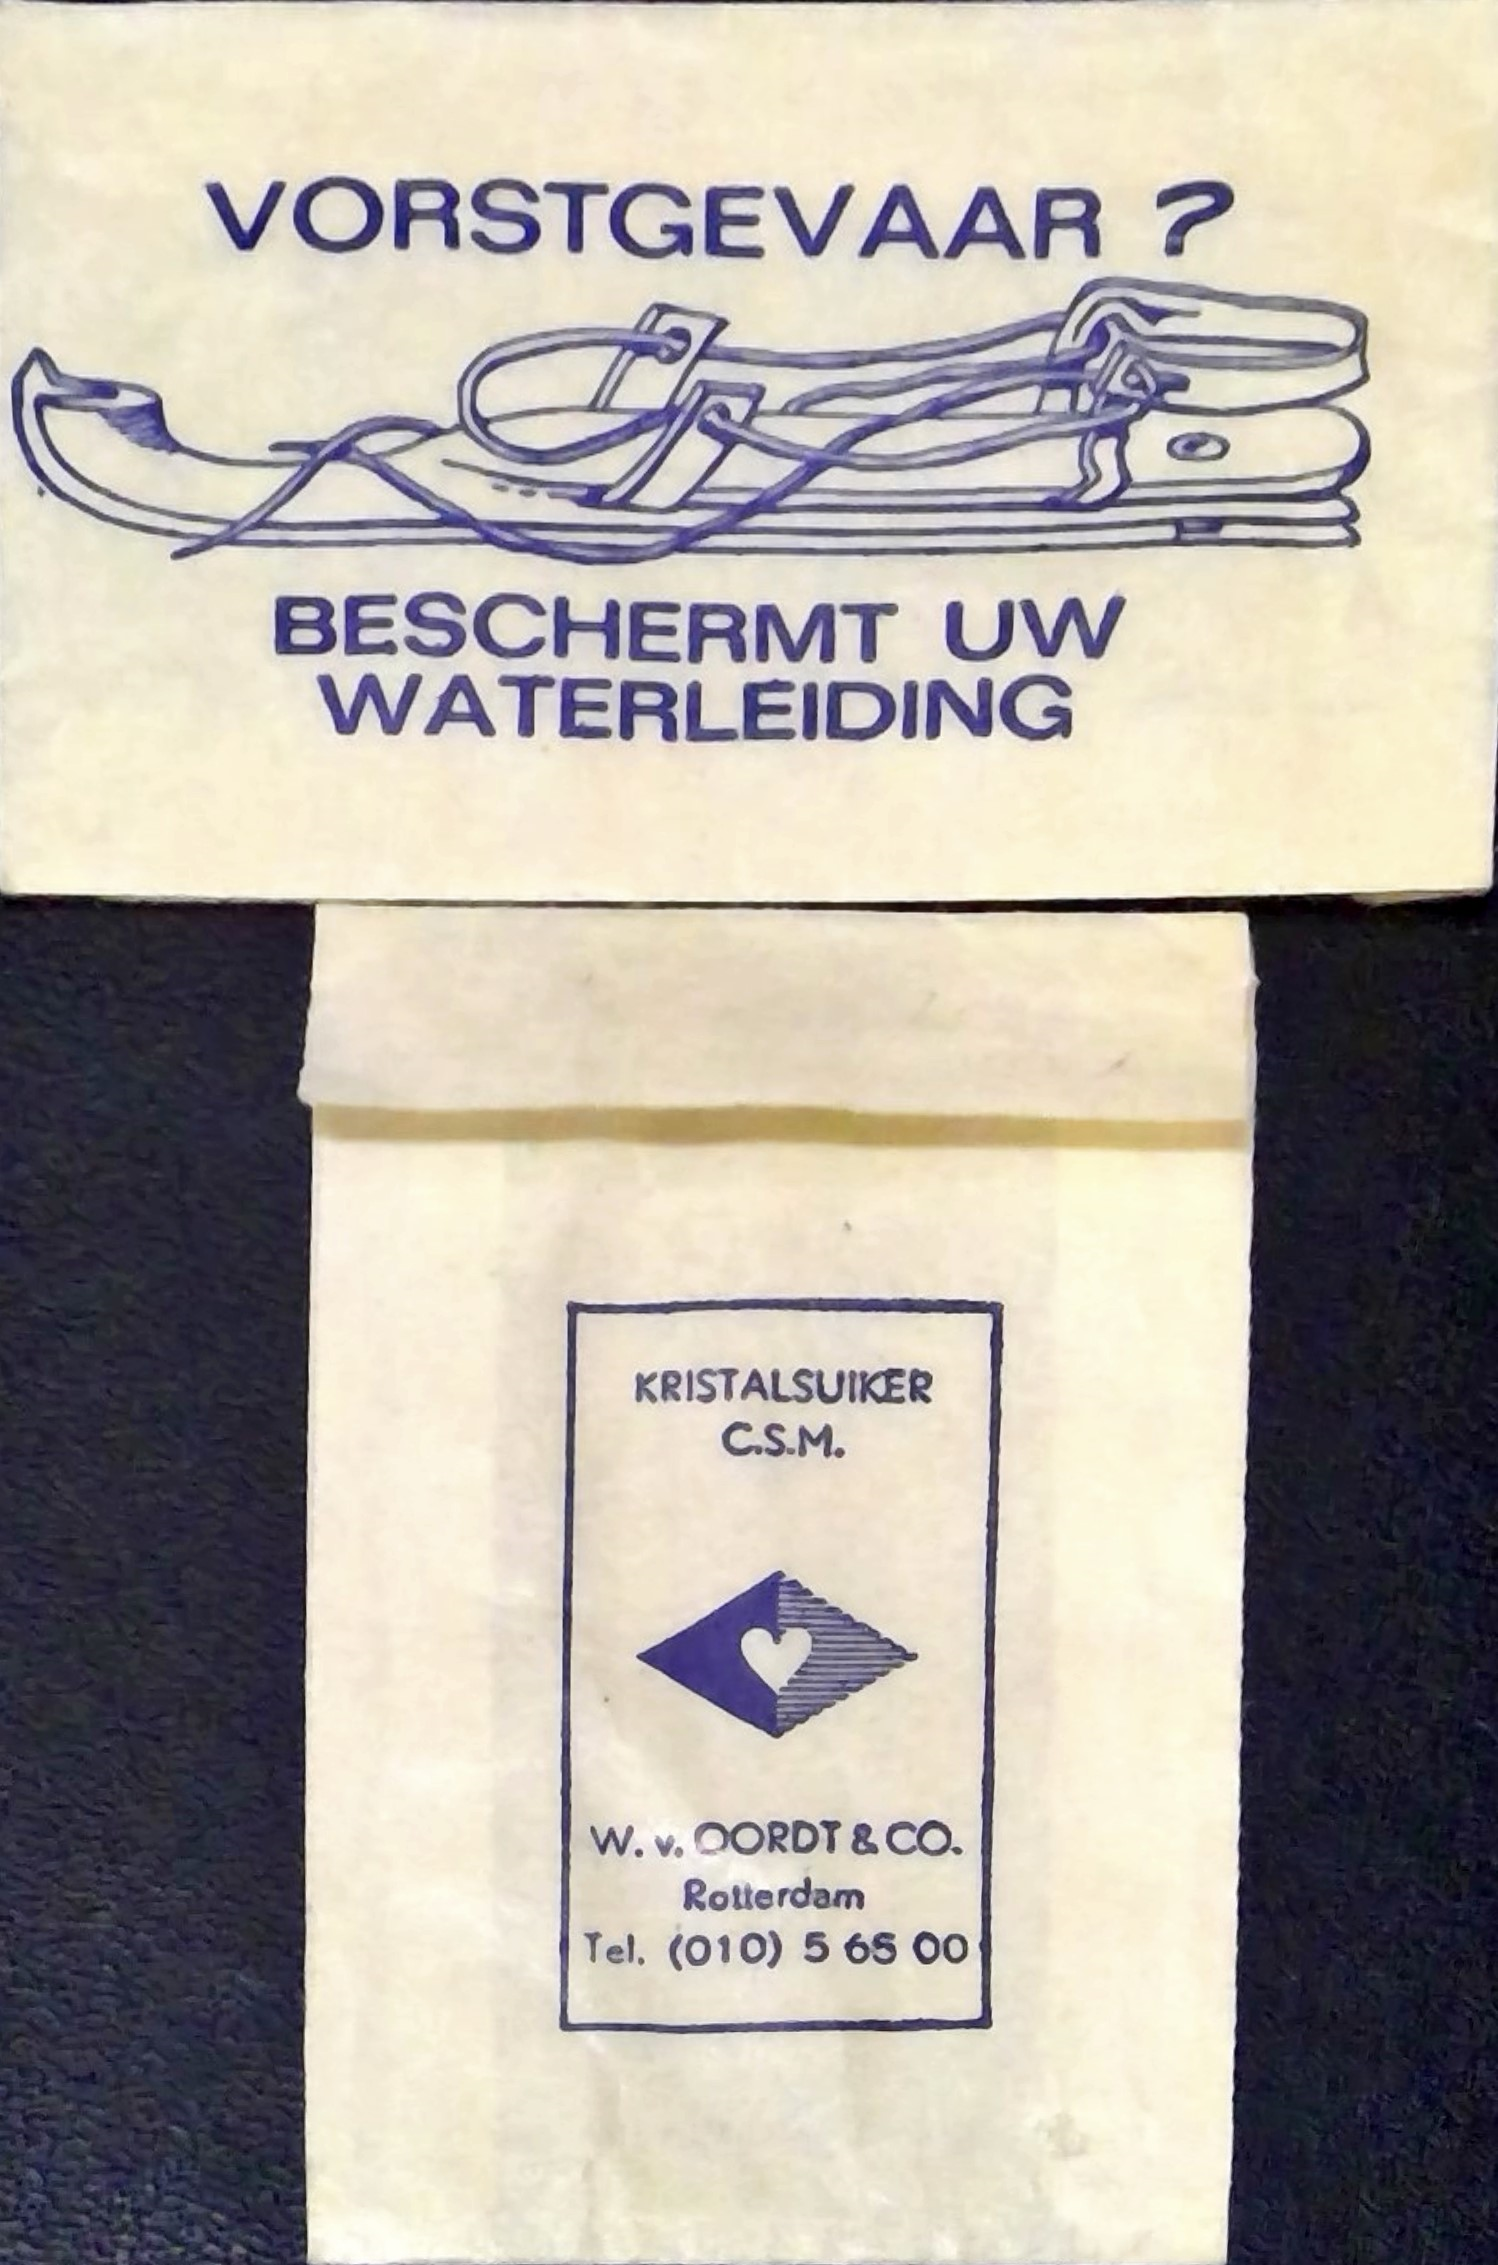 VORSTGEVAAR ?
BESCHERMT UW
WATERLEIDING
KRISTALSUIKER
C.S.M.
W. v. OORDT & CO.
Rotterdam
Tel. (010) 5 65 00